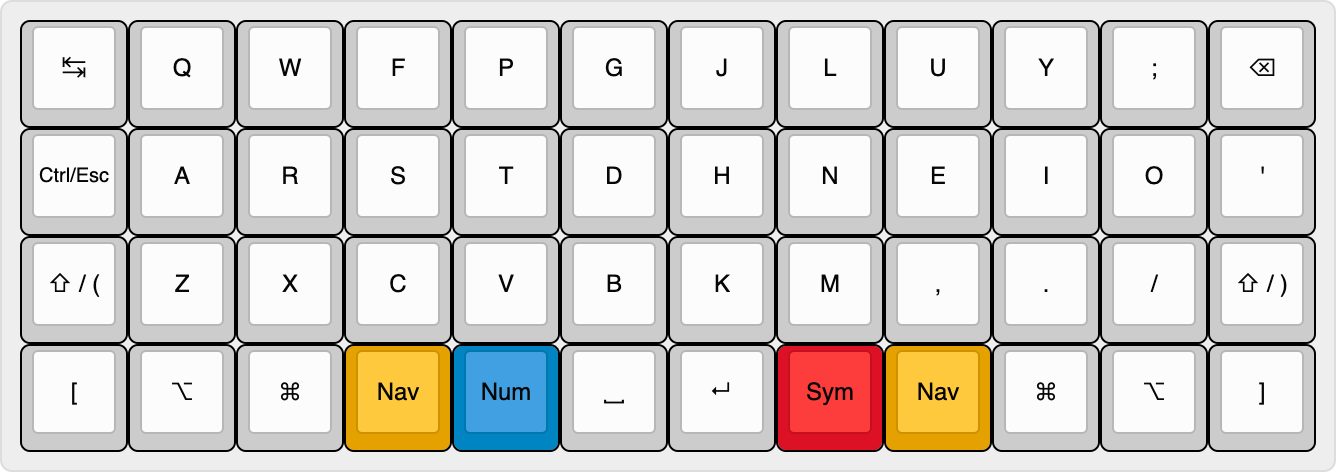 ↹ Q W F P G J L U Y ; ⌫
Ctrl/Esc A R S T D H N E I O '
⇧ / ( Z X C V B K M , . / ⇧ / )
[ ⌥ ⌘ Nav Num ⎵ ↵ Sym Nav ⌘ ⌥ ]